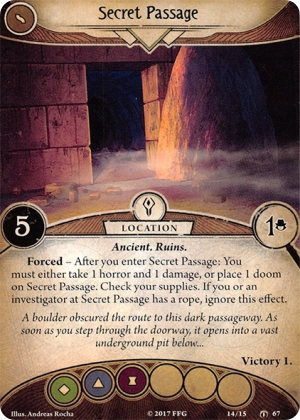 Secret Passage
5
LOCATION
1
Ancient. Ruins.
Forced – After you enter Secret Passage: You
must either take 1 horror and 1 damage, or place 1 doom
on Secret Passage. Check your supplies. If you or an
investigator at Secret Passage has a rope, ignore this effect.
A boulder obscured the route to this dark passageway. As
soon as you step through the doorway, it opens into a vast
underground pit below...
Victory 1.
Illus. Andreas Rocha
© 2017 FFG
14/15
67